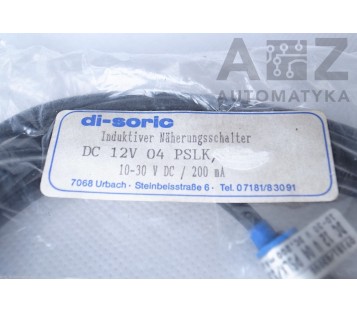 AZ
AUTOMATYKA
di-soric
Induktiver Näherungsschalter
DC 12V 04 PSLK,
10-30 V DC / 200 mA
7068 Urbach - Steinbeisstraße 6 - Tel. 07181/83091